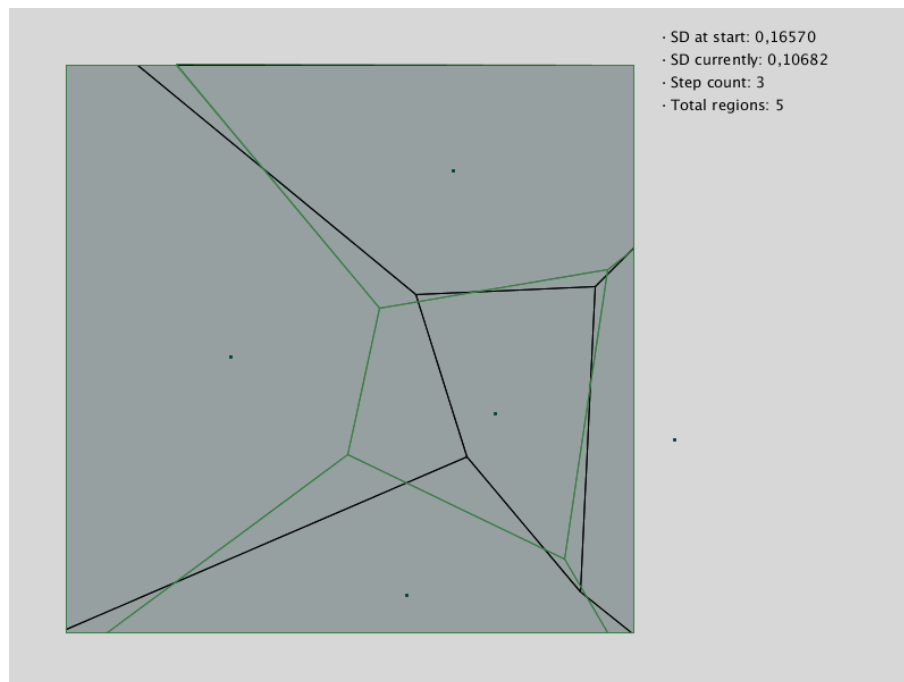 · SD at start: 0,16570
· SD currently: 0,10682
· Step count: 3
· Total regions: 5